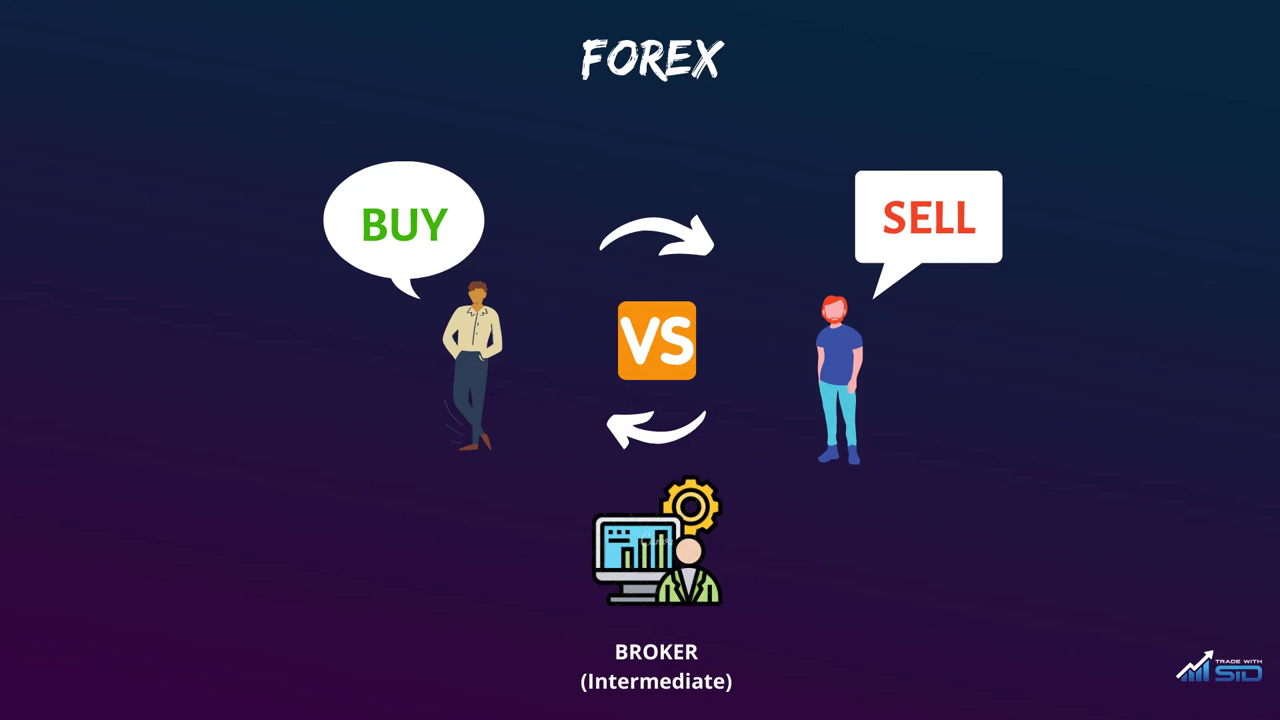 FOREX
BUY
SELL
VS
BROKER
(Intermediate)
TRADE WITH
SID